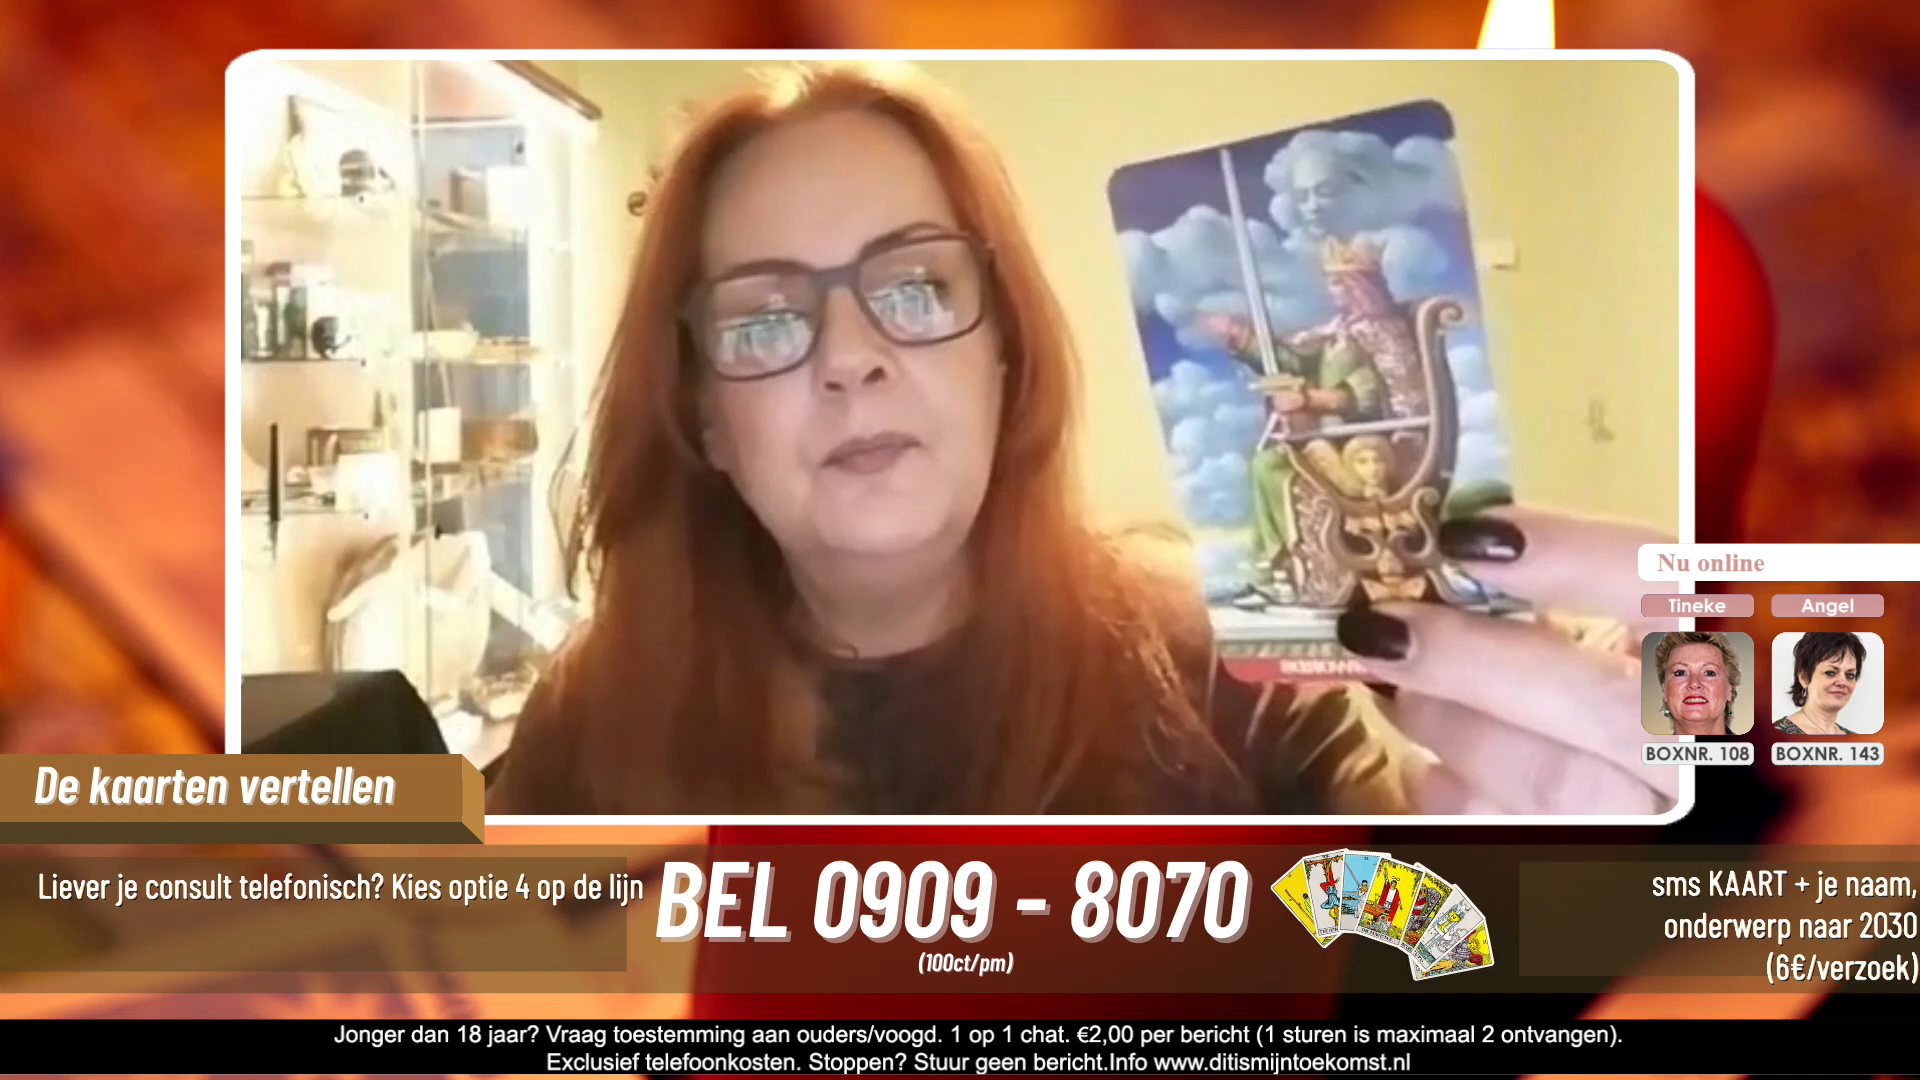 Nu online
Tineke
Angel
BOXNR. 108
BOXNR. 143
De kaarten vertellen
Liever je consult telefonisch? Kies optie 4 op de lijn
BEL 0909 - 8070
(100ct/pm)
sms KAART + je naam,
onderwerp naar 2030
(6€/verzoek)
Jonger dan 18 jaar? Vraag toestemming aan ouders/voogd. 1 op 1 chat. €2,00 per bericht (1 sturen is maximaal 2 ontvangen).
Exclusief telefoonkosten. Stoppen? Stuur geen bericht.Info www.ditismijntoekomst.nl